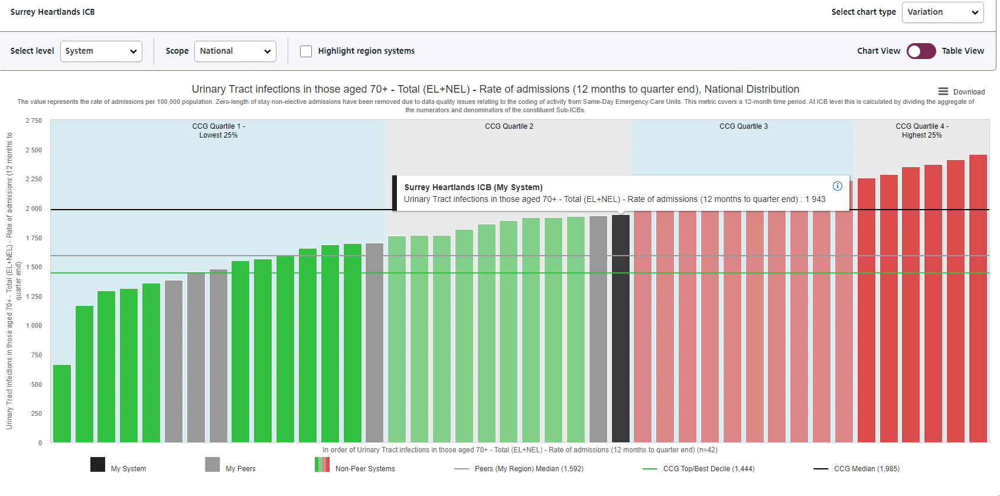 Surrey Heartlands ICB
Select chart type
Variation
Select level
System
Scope
National
Highlight region systems
Chart View
Table View
Urinary Tract infections in those aged 70+ - Total (EL+NEL) - Rate of admissions (12 months to quarter end), National Distribution
Download
The value represents the rate of admissions per 100,000 population. Zero-length of stay non-elective admissions have been removed due to data quality issues relating to the coding of activity from Same-Day Emergency Care Units. This metric covers a 12-month time period. At ICB level this is calculated by dividing the aggregate of
the numerators and denominators of the constituent Sub-ICBs.
Urinary Tract infections in those aged 70+ - Total (EL+NEL) - Rate of admissions (12 months to
quarter end)
2 750
2 500
2 250
2 000
1 750
1 500
1 250
1 000
750
500
250
0
CCG Quartile 1 -
Lowest 25%
CCG Quartile 2
CCG Quartile 3
CCG Quartile 4 -
Highest 25%
Surrey Heartlands ICB (My System)
Urinary Tract infections in those aged 70+ - Total (EL+NEL) - Rate of admissions (12 months to quarter end) : 1 943
In order of Urinary Tract infections in those aged 70+ - Total (EL+NEL) - Rate of admissions (12 months to quarter end) (n=42)
My System
My Peers
Non-Peer Systems
Peers (My Region) Median (1,592)
CCG Top/Best Decile (1,444)
CCG Median (1,985)